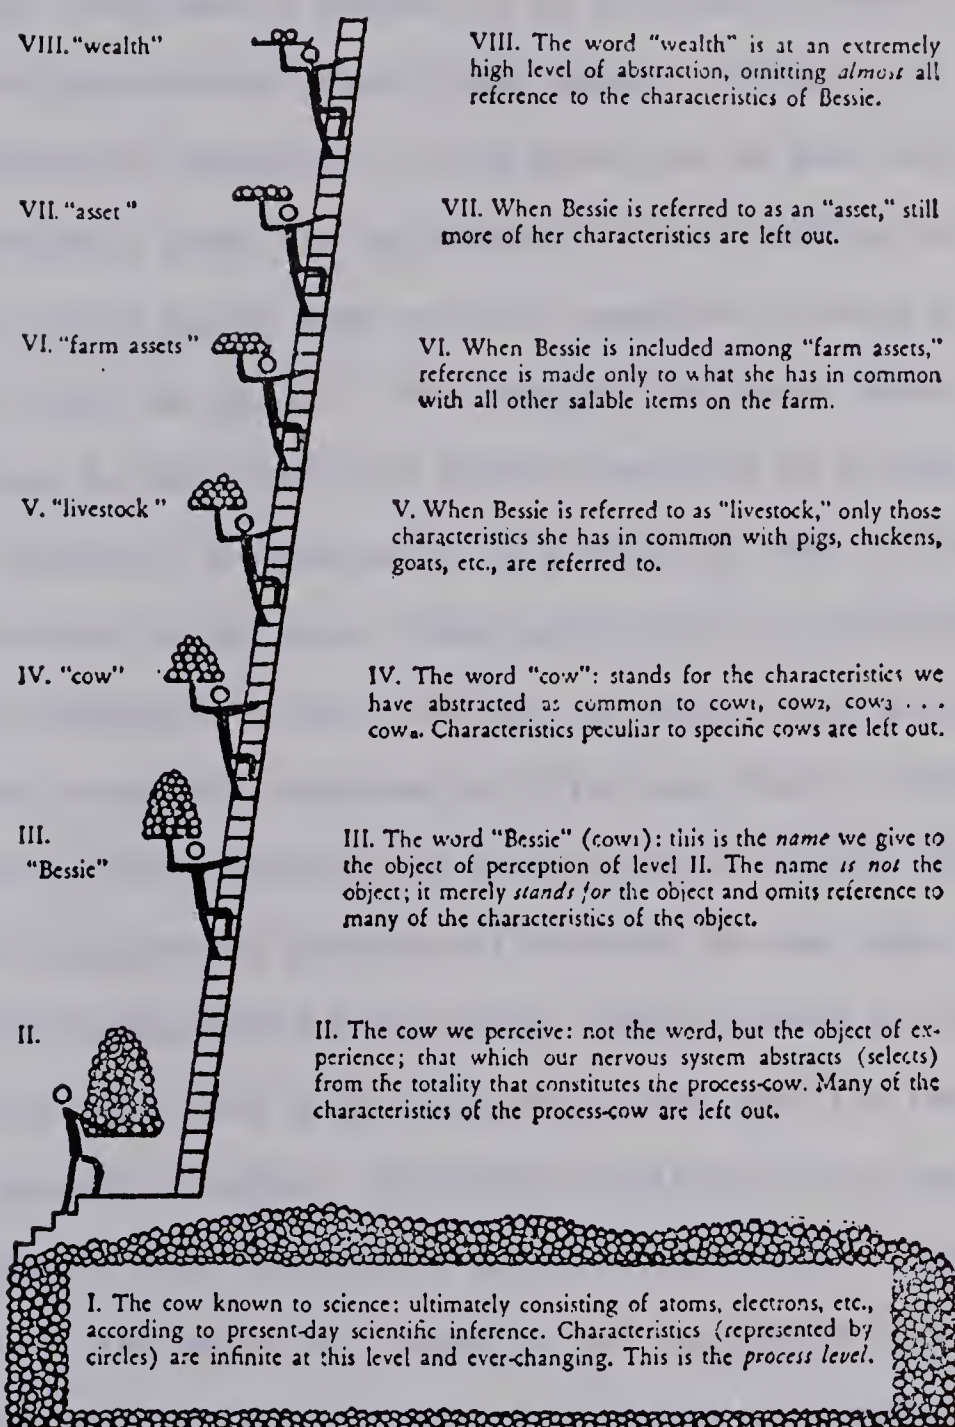 VIII. "wealth"
VIII. The word "wealth" is at an extremely
high level of abstraction, omitting almost all
reference to the characteristics of Bessie.
VII. "asset"
VII. When Bessie is referred to as an "asset," still
more of her characteristics are left out.
VI. "farm assets"
VI. When Bessie is included among "farm assets,"
reference is made only to what she has in common
with all other salable items on the farm.
V. "livestock"
V. When Bessie is referred to as "livestock," only those
characteristics she has in common with pigs, chickens,
goats, etc., are referred to.
IV. "cow"
IV. The word "cow": stands for the characteristics we
have abstracted as common to cow₁, cow₂, cow₃ . . .
cowₙ. Characteristics peculiar to specific cows are left out.
III.
"Bessie"
III. The word "Bessie" (cow₁): this is the name we give to
the object of perception of level II. The name is not the
object; it merely stands for the object and omits reference to
many of the characteristics of the object.
II.
II. The cow we perceive: not the word, but the object of ex-
perience; that which our nervous system abstracts (selects)
from the totality that constitutes the process-cow. Many of the
characteristics of the process-cow are left out.
I. The cow known to science: ultimately consisting of atoms, electrons, etc.,
according to present-day scientific inference. Characteristics (represented by
circles) are infinite at this level and ever-changing. This is the process level.